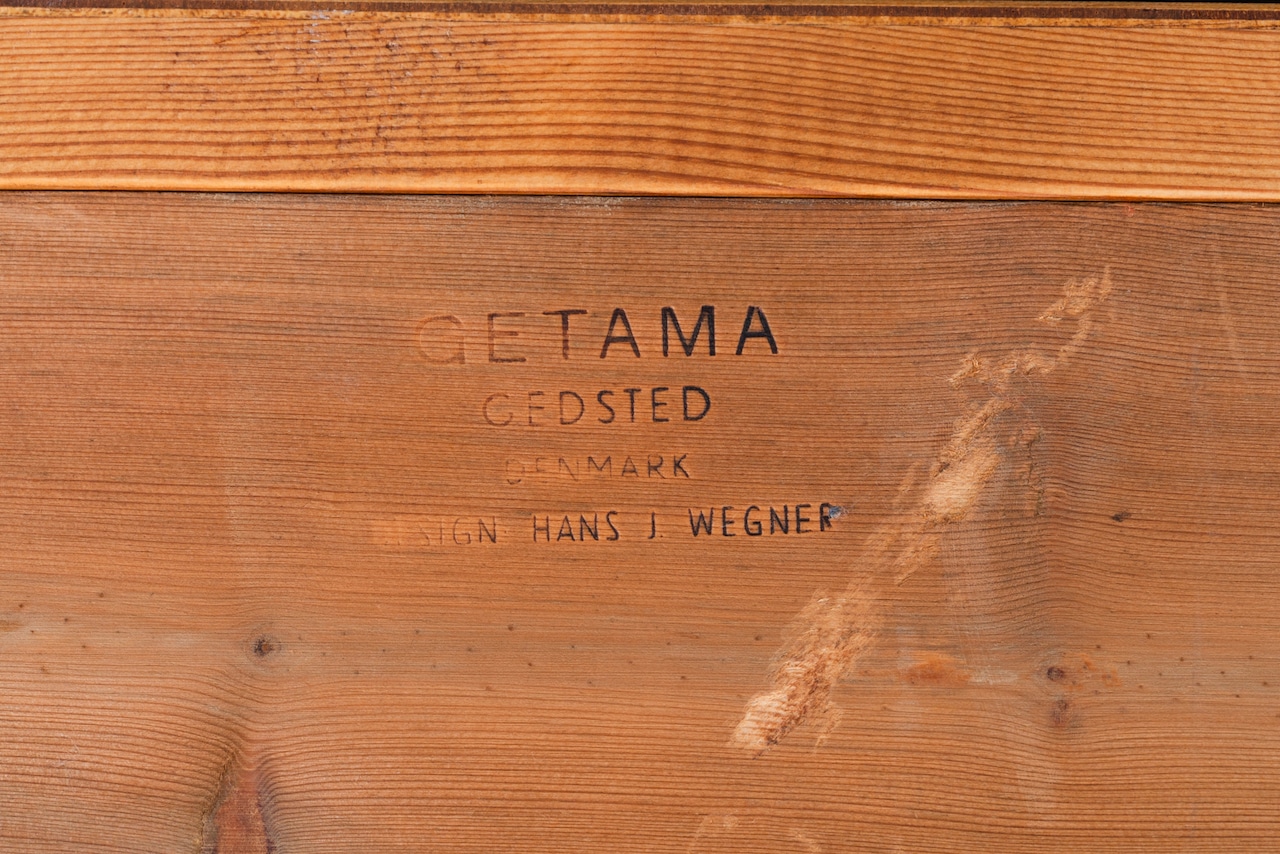 GETAMA
GEDSTED
DENMARK
DESIGN: HANS J. WEGNER